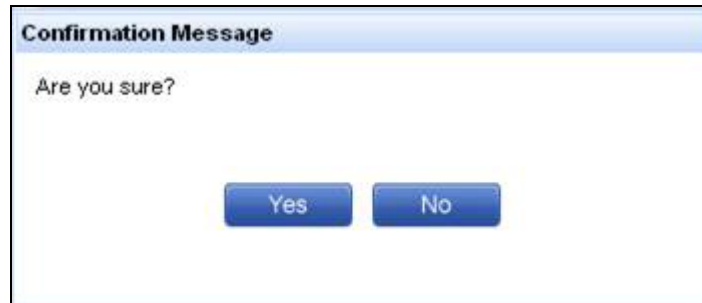 Confirmation Message
Are you sure?
Yes No